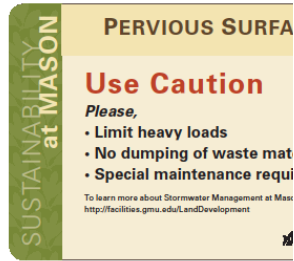 SUSTAINABILITY
at MASON
PERVIOUS SURFA
Use Caution
Please,
• Limit heavy loads
• No dumping of waste mat
• Special maintenance requi
To learn more about Stormwater Management at Maso
http://facilities.gmu.edu/LandDevelopment